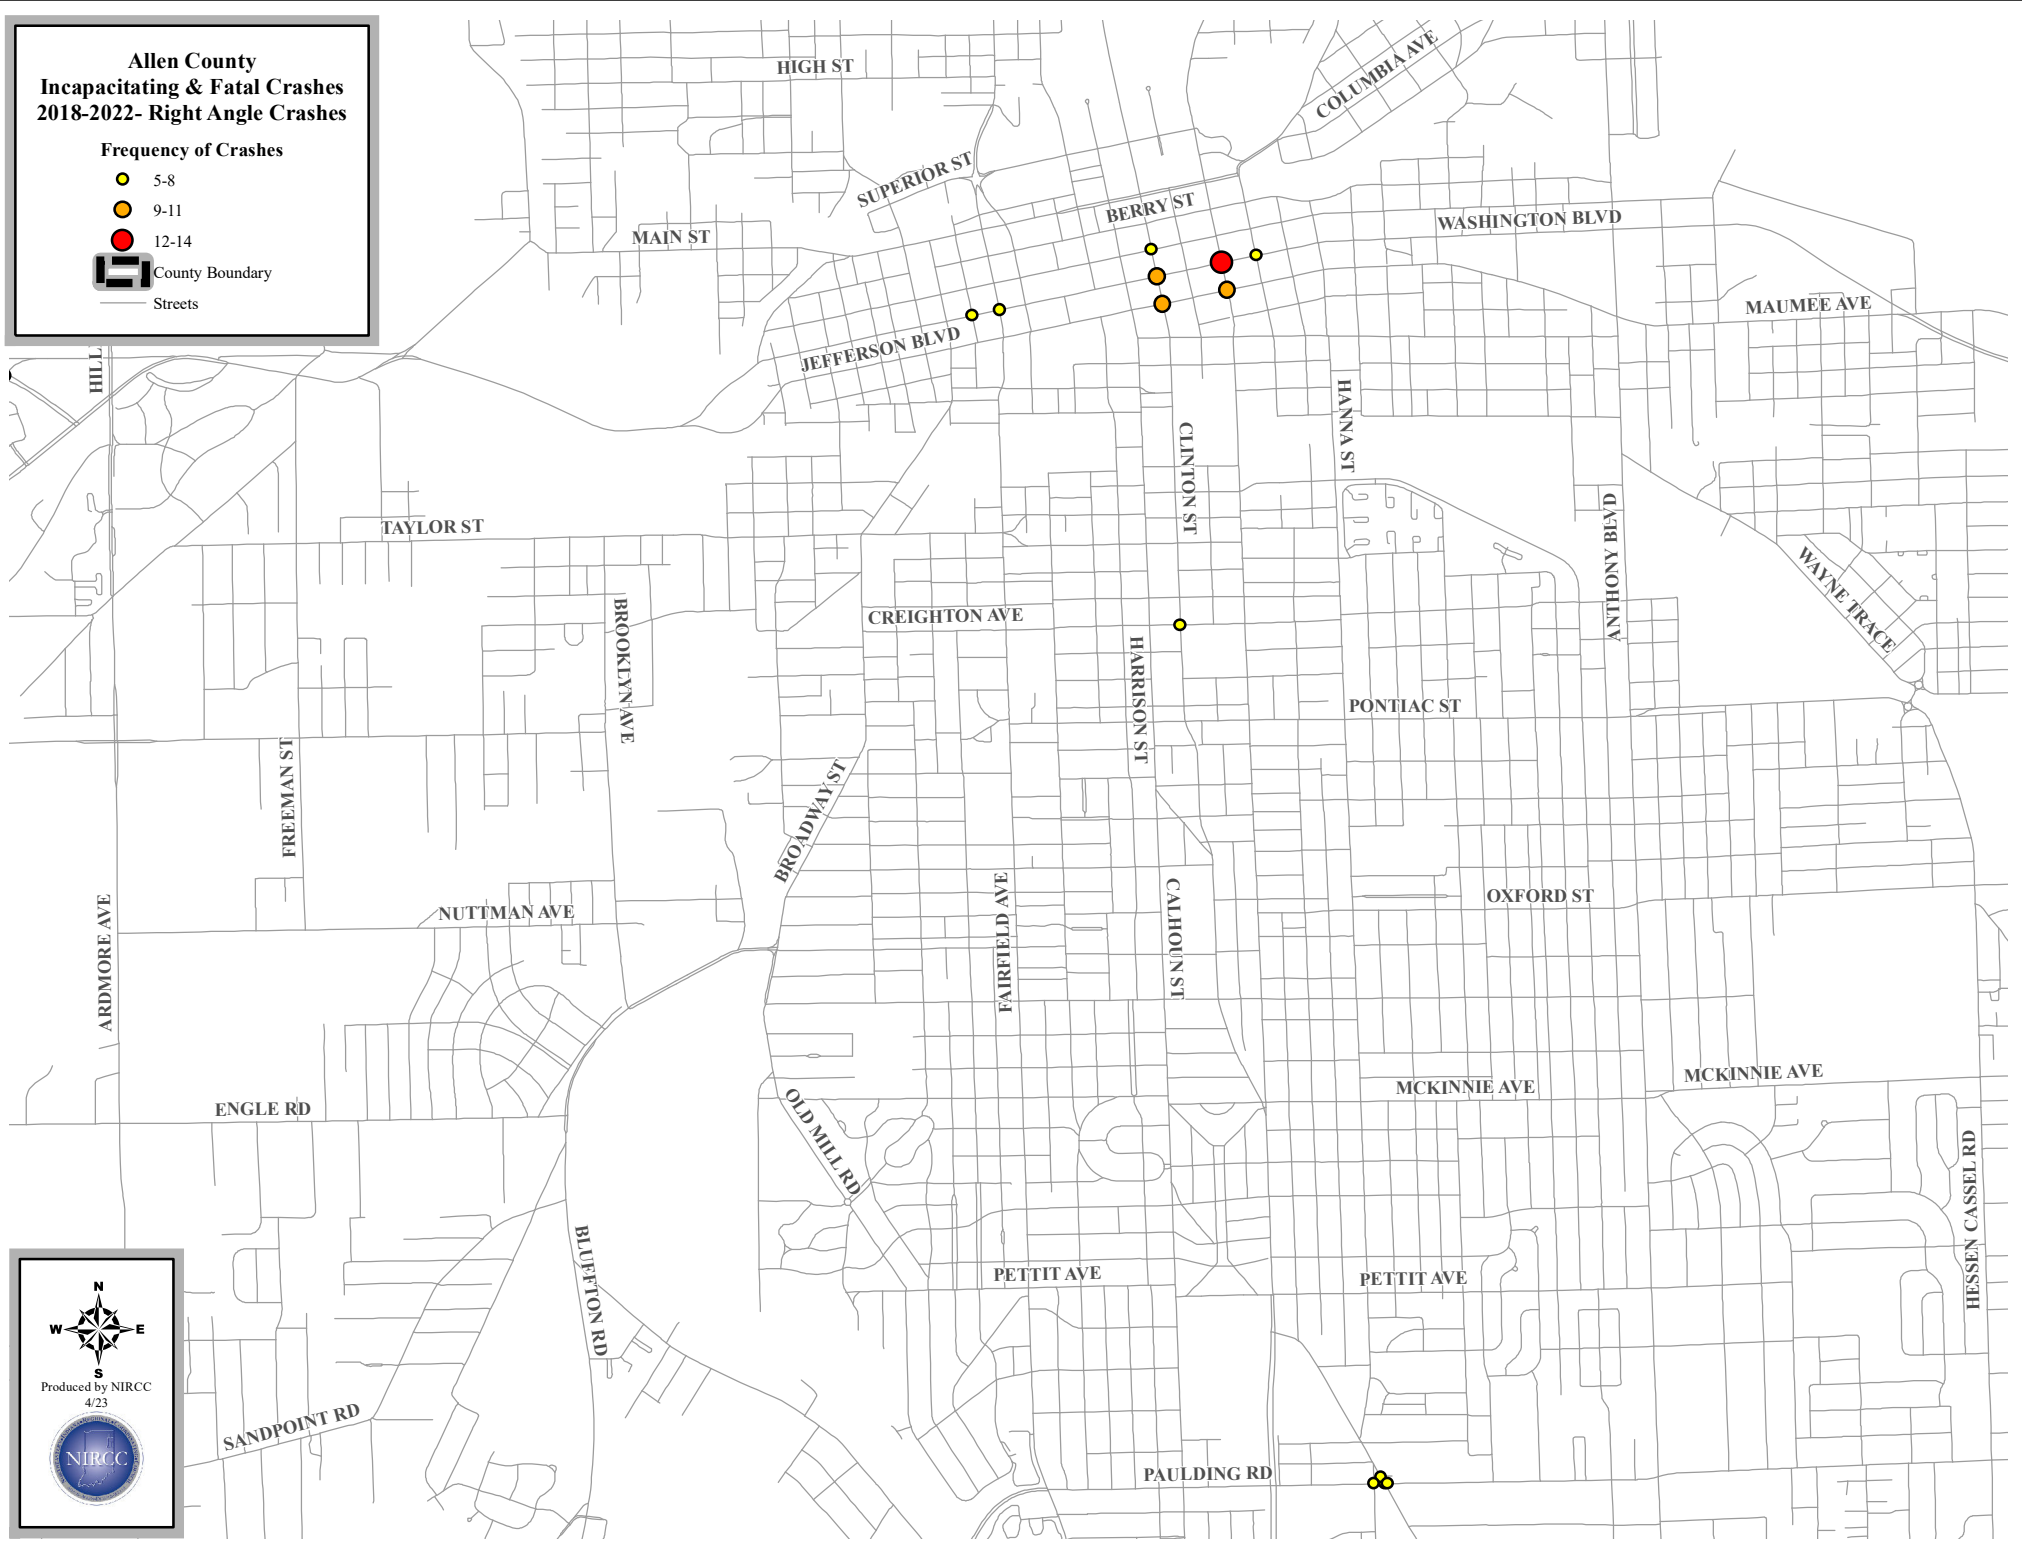 Allen County
Incapacitating & Fatal Crashes
2018-2022- Right Angle Crashes
Frequency of Crashes
5-8
9-11
12-14
County Boundary
Streets
HIGH ST
COLUMBIA AVE
SUPERIOR ST
BERRY ST
WASHINGTON BLVD
MAIN ST
MAUMEE AVE
JEFFERSON BLVD
HILL
HANNA ST
CLINTON ST
TAYLOR ST
ANTHONY BLVD
WAYNE TRACE
CREIGHTON AVE
BROOKLYN AVE
HARRISON ST
PONTIAC ST
FREEMAN ST
BROADWAY ST
OXFORD ST
FAIRFIELD AVE
CALHOUN ST
NUTTMAN AVE
ARDMORE AVE
MCKINNIE AVE
MCKINNIE AVE
ENGLE RD
OLD MILL RD
HESSEN CASSEL RD
BLUFFTON RD
PETTIT AVE
PETTIT AVE
SANDPOINT RD
PAULDING RD
N
W E
S
Produced by NIRCC
4/23
NIRCC